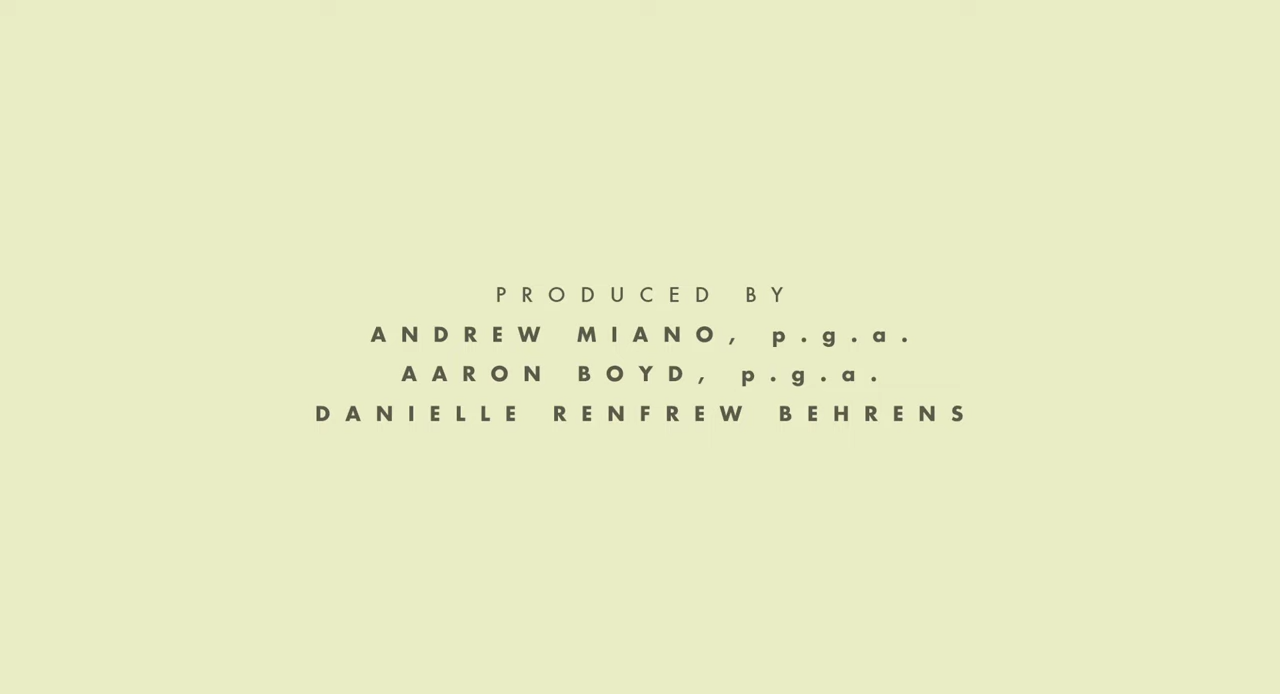 PRODUCED BY
ANDREW MIANO, p.g.a.
AARON BOYD, p.g.a.
DANIELLE RENFREW BEHRENS